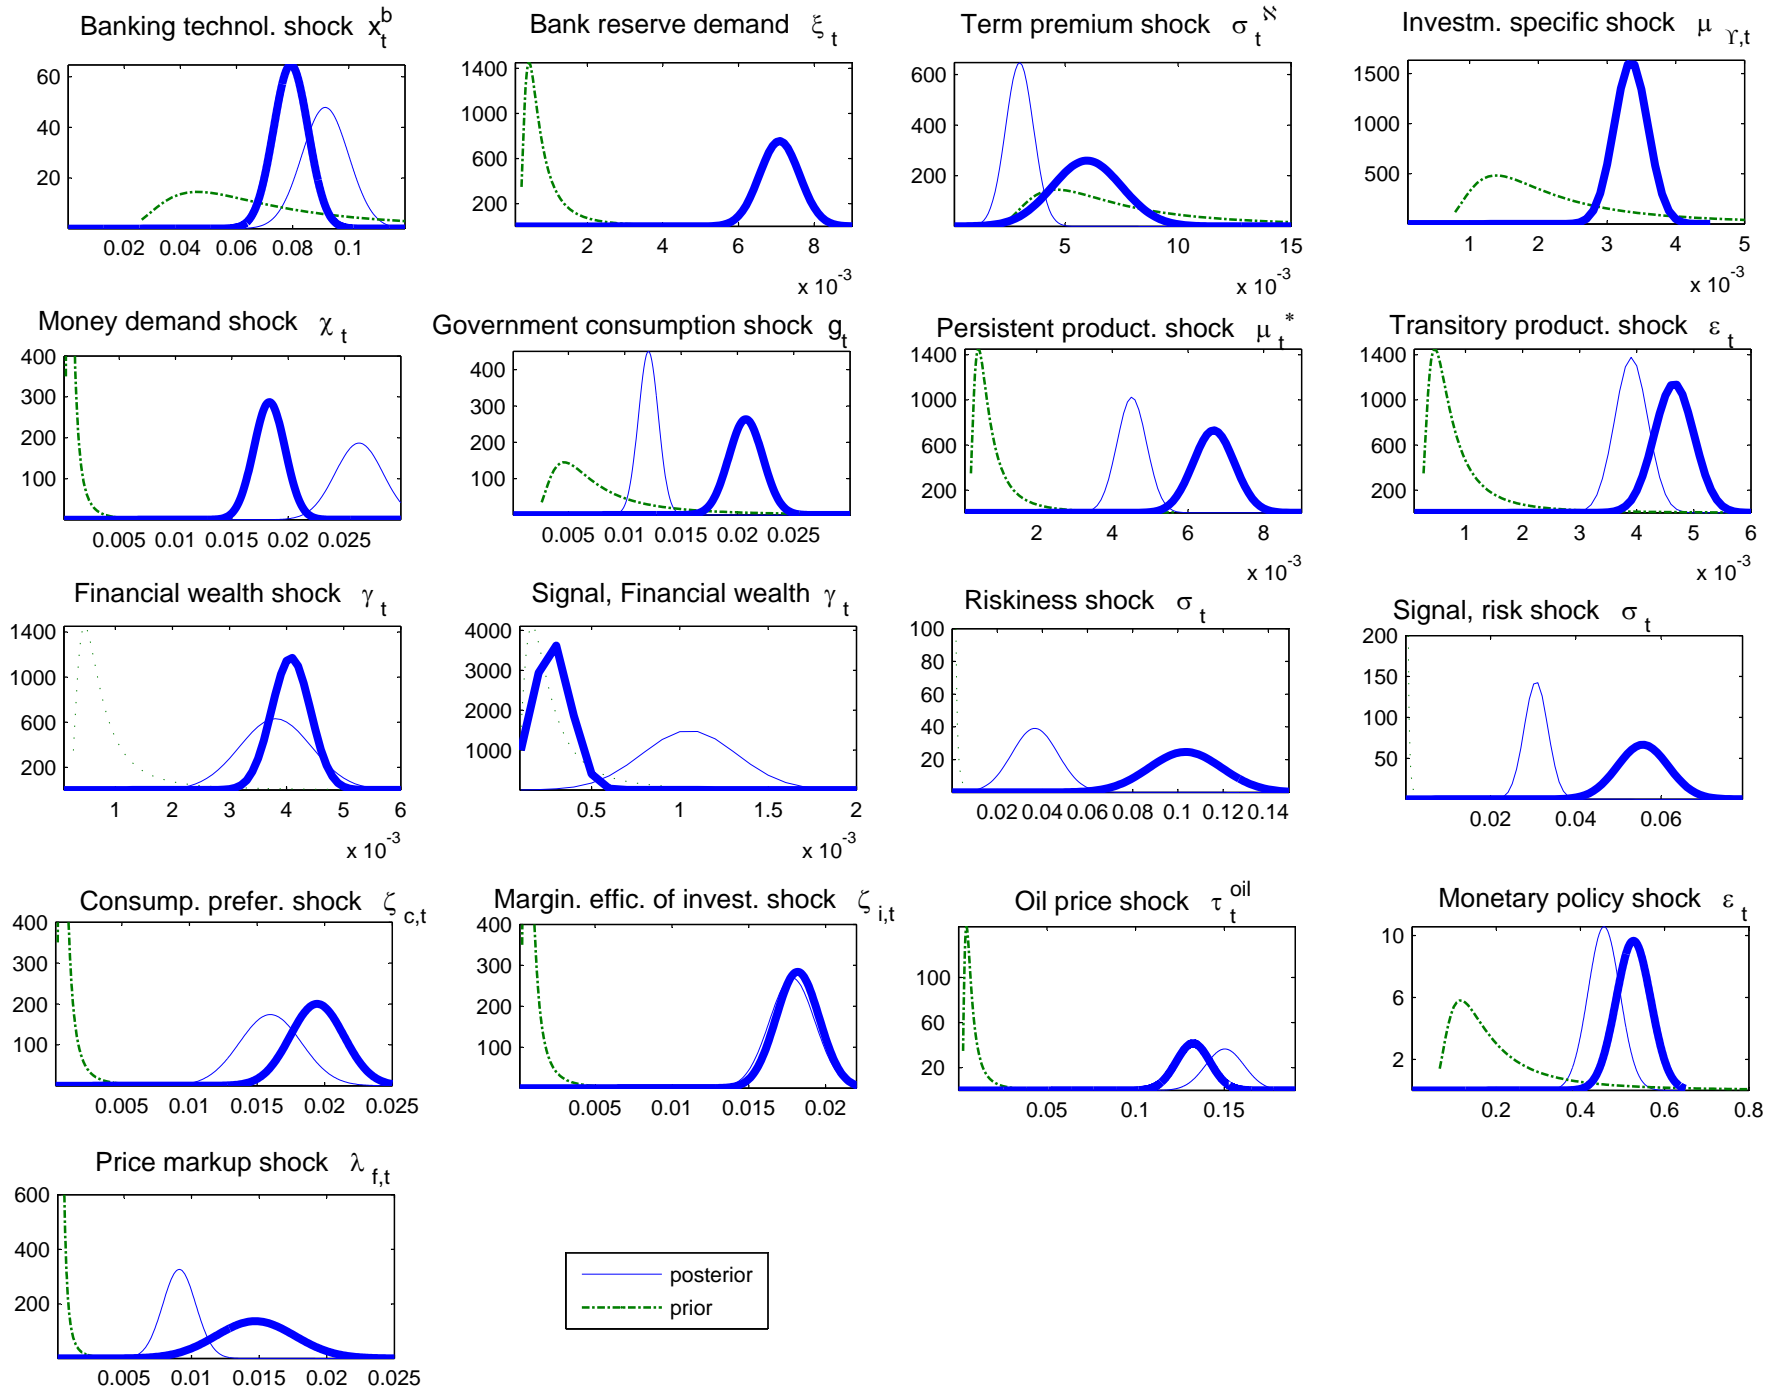 Banking technol. shock x_t^b
60
40
20
0.02 0.04 0.06 0.08 0.1
Bank reserve demand ξ_t
1400
1000
600
200
2 4 6 8
x 10^-3
Term premium shock σ_t^ℵ
600
400
200
5 10 15
x 10^-3
Investm. specific shock μ_ϒ,t
1500
1000
500
1 2 3 4 5
x 10^-3
Money demand shock χ_t
400
300
200
100
0.005 0.01 0.015 0.02 0.025
Government consumption shock g_t
400
300
200
100
0.005 0.01 0.015 0.02 0.025
Persistent product. shock μ_t^*
1400
1000
600
200
2 4 6 8
x 10^-3
Transitory product. shock ε_t
1400
1000
600
200
1 2 3 4 5 6
x 10^-3
Financial wealth shock γ_t
1400
1000
600
200
1 2 3 4 5 6
x 10^-3
Signal, Financial wealth γ_t
4000
3000
2000
1000
0.5 1 1.5 2
x 10^-3
Riskiness shock σ_t
100
80
60
40
20
0.02 0.04 0.06 0.08 0.1 0.12 0.14
Signal, risk shock σ_t
200
150
100
50
0.02 0.04 0.06
Consump. prefer. shock ζ_c,t
400
300
200
100
0.005 0.01 0.015 0.02 0.025
Margin. effic. of invest. shock ζ_i,t
400
300
200
100
0.005 0.01 0.015 0.02
Oil price shock τ_t^oil
100
60
20
0.05 0.1 0.15
Monetary policy shock ε_t
10
6
2
0.2 0.4 0.6 0.8
Price markup shock λ_f,t
600
400
200
0.005 0.01 0.015 0.02 0.025
posterior
prior